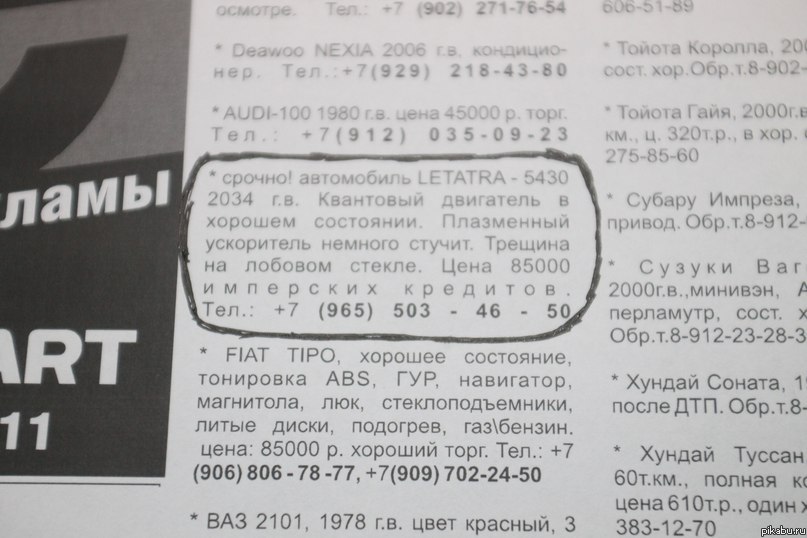 осмотре. Тел.: +7 (902) 271-76-54
* Deawoo NEXIA 2006 г.в, кондицио-
нер. Тел.:+7(929) 218-43-80
* AUDI-100 1980 г.в. цена 45000 р. торг.
Тел.: +7(912) 035-09-23
* срочно! автомобиль LETATRA - 5430
2034 г.в. Квантовый двигатель в
хорошем состоянии. Плазменный
ускоритель немного стучит. Трещина
на лобовом стекле. Цена 85000
имперских кредитов.
Тел.: +7 (965) 503 - 46 - 50
* FIAT TIPO, хорошее состояние,
тонировка ABS, ГУР, навигатор,
магнитола, люк, стеклоподъемники,
литые диски, подогрев, газ\бензин.
цена: 85000 р. хороший торг. Тел.: +7
(906) 806 - 78 -77, +7(909) 702-24-50
* ВАЗ 2101, 1978 г.в. цвет красный, 3
606-51-89
* Тойота Королла, 200
сост. хор.Обр.т.8-902-
* Тойота Гайя, 2000г.в
км., ц. 320т.р., в хор.
275-85-60
* Субару Импреза,
привод. Обр.т.8-912-
* Сузуки Ваг
2000г.в.,минивэн, А
перламутр, сост. х
Обр.т.8-912-23-28-3
* Хундай Соната, 19
после ДТП. Обр.т.8-9
* Хундай Туссан
60т.км., полная ко
цена 610т.р., один х
383-12-70
ламы
ART
11
pikabu.ru